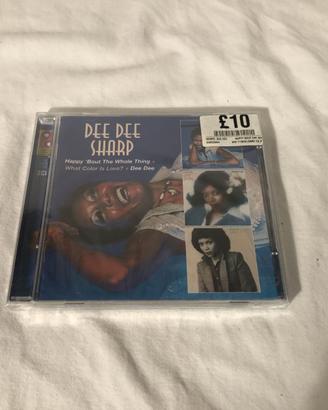 DEE DEE
SHARP
Happy 'Bout The Whole Thing •
What Color Is Love? • Dee Dee
£10